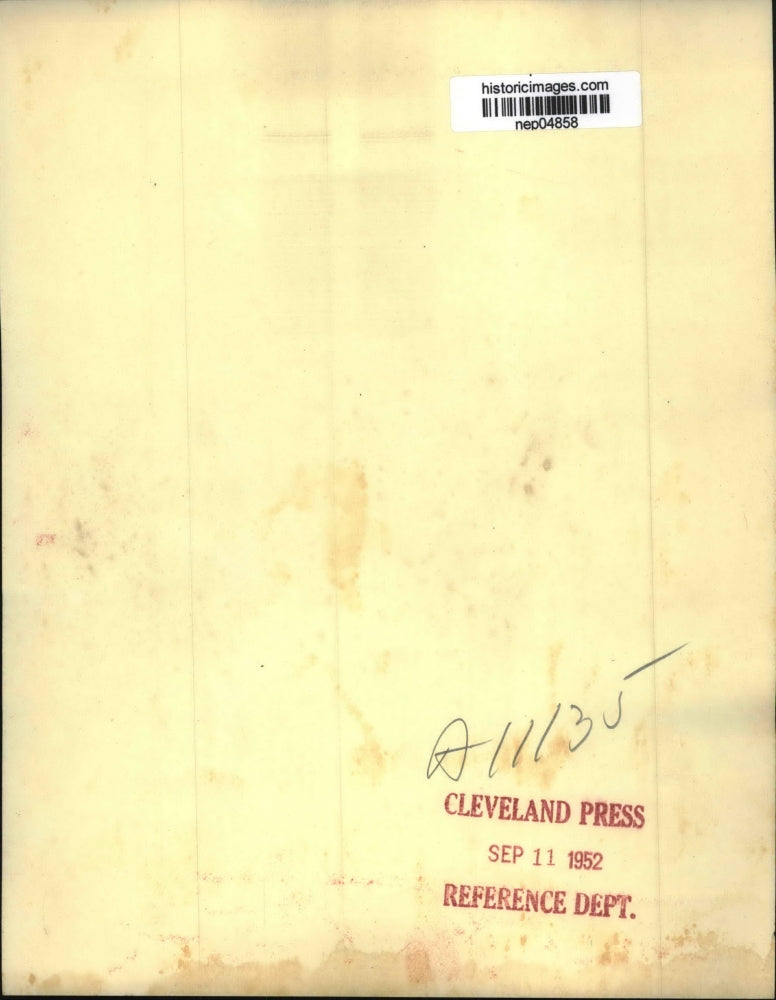 historicimages.com
nep04858
A11135
CLEVELAND PRESS
SEP 11 1952
REFERENCE DEPT.